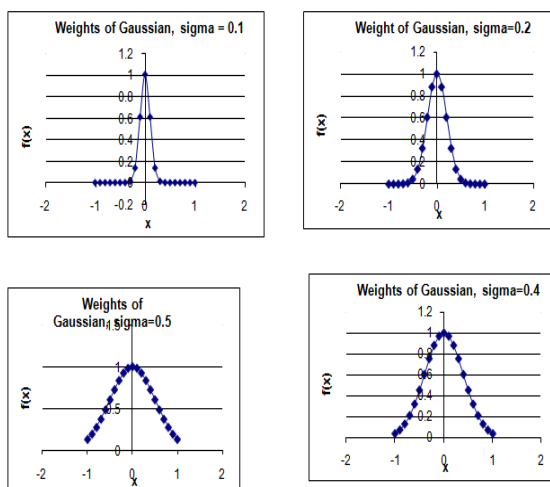 Weights of Gaussian, sigma = 0.1
1.2
1
0.8
0.6
0.4
0.2
0
-0.2
-2 -1 0 1 2
f(x)
x
Weight of Gaussian, sigma=0.2
1.2
1
0.8
0.6
0.4
0.2
0
-2 -1 0 1 2
f(x)
x
Weights of
Gaussian, sigma=0.5
1.5
1
0.5
0
-2 -1 0 1 2
f(x)
x
Weights of Gaussian, sigma=0.4
1.2
1
0.8
0.6
0.4
0.2
0
-2 -1 0 1 2
f(x)
x